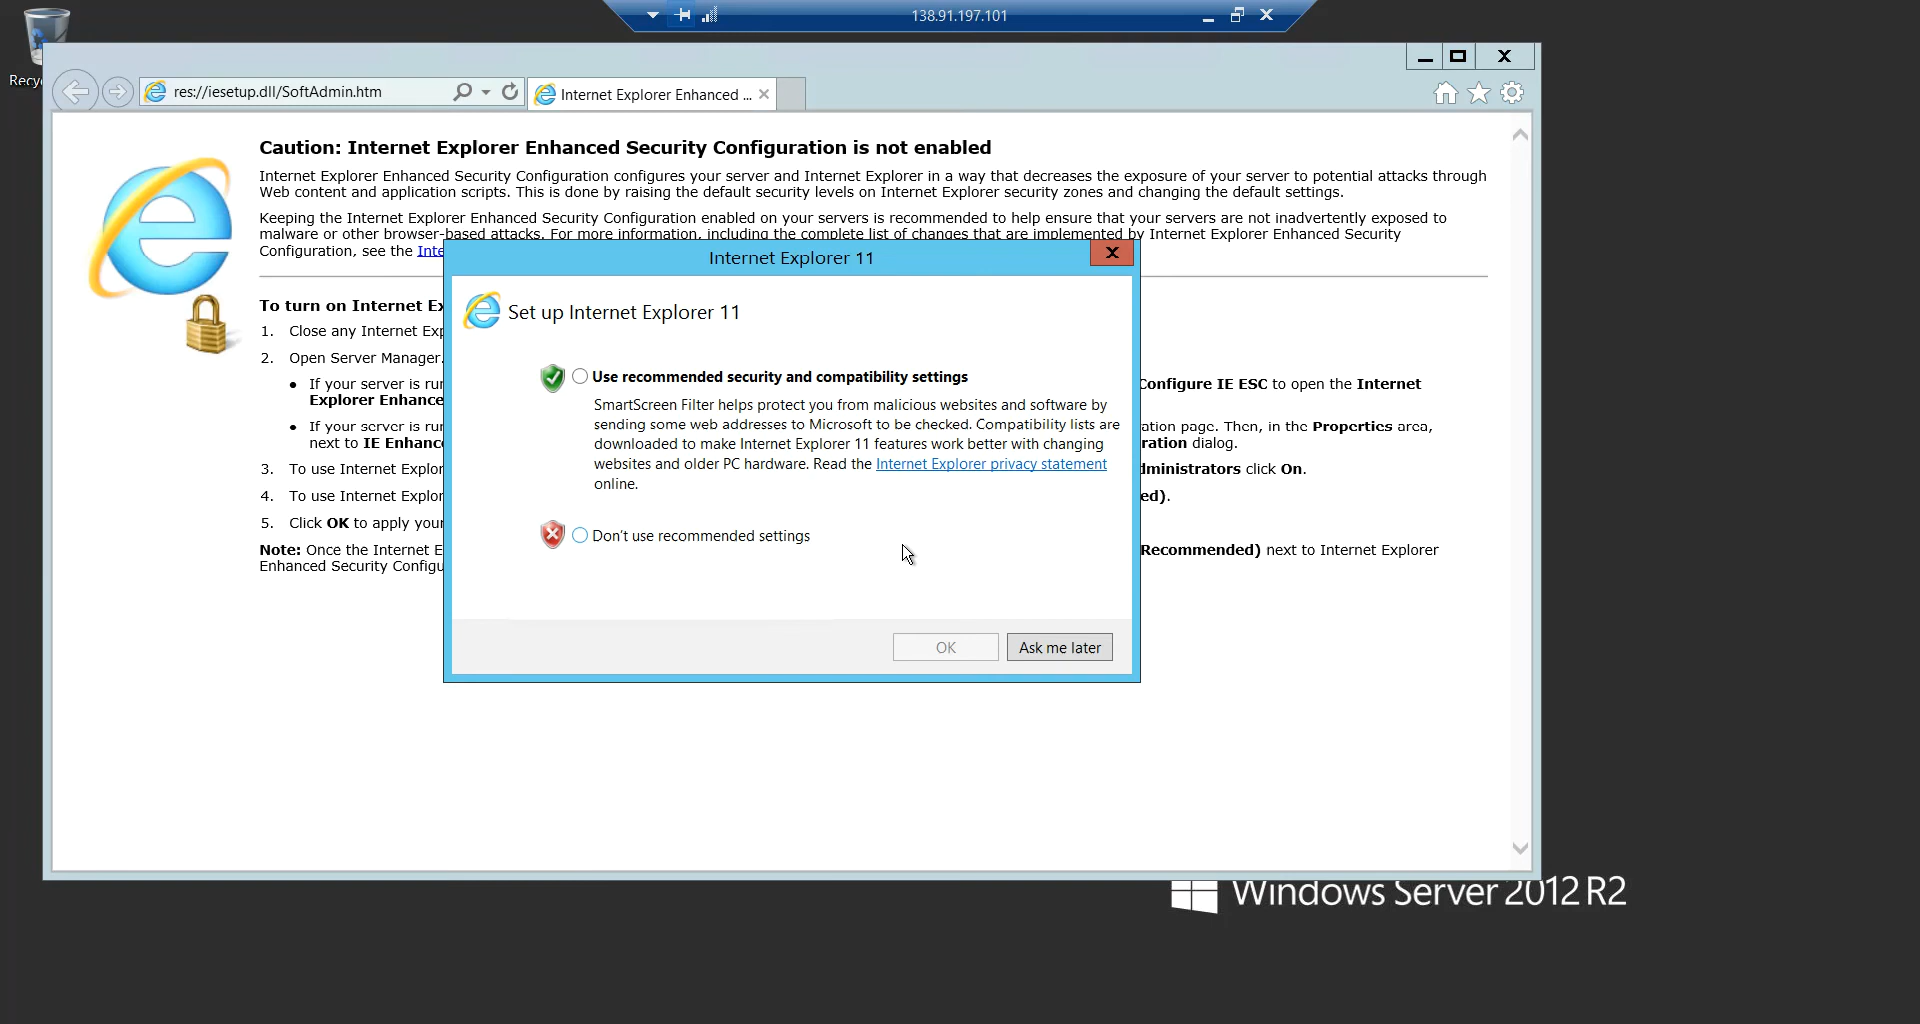 138.91.197.101
Recy
res://iesetup.dll/SoftAdmin.htm
Internet Explorer Enhanced ...
Caution: Internet Explorer Enhanced Security Configuration is not enabled
Internet Explorer Enhanced Security Configuration configures your server and Internet Explorer in a way that decreases the exposure of your server to potential attacks through
Web content and application scripts. This is done by raising the default security levels on Internet Explorer security zones and changing the default settings.
Keeping the Internet Explorer Enhanced Security Configuration enabled on your servers is recommended to help ensure that your servers are not inadvertently exposed to
malware or other browser-based attacks. For more information, including the complete list of changes that are implemented by Internet Explorer Enhanced Security
Configuration, see the Inte
To turn on Internet Ex
1. Close any Internet Exp
2. Open Server Manager.
• If your server is rur Configure IE ESC to open the Internet
Explorer Enhance
• If your server is rur ation page. Then, in the Properties area,
next to IE Enhanc ration dialog.
3. To use Internet Explor dministrators click On.
4. To use Internet Explor ed).
5. Click OK to apply your
Note: Once the Internet E Recommended) next to Internet Explorer
Enhanced Security Configu
Internet Explorer 11
Set up Internet Explorer 11
Use recommended security and compatibility settings
SmartScreen Filter helps protect you from malicious websites and software by
sending some web addresses to Microsoft to be checked. Compatibility lists are
downloaded to make Internet Explorer 11 features work better with changing
websites and older PC hardware. Read the Internet Explorer privacy statement
online.
Don't use recommended settings
OK
Ask me later
Windows Server 2012 R2